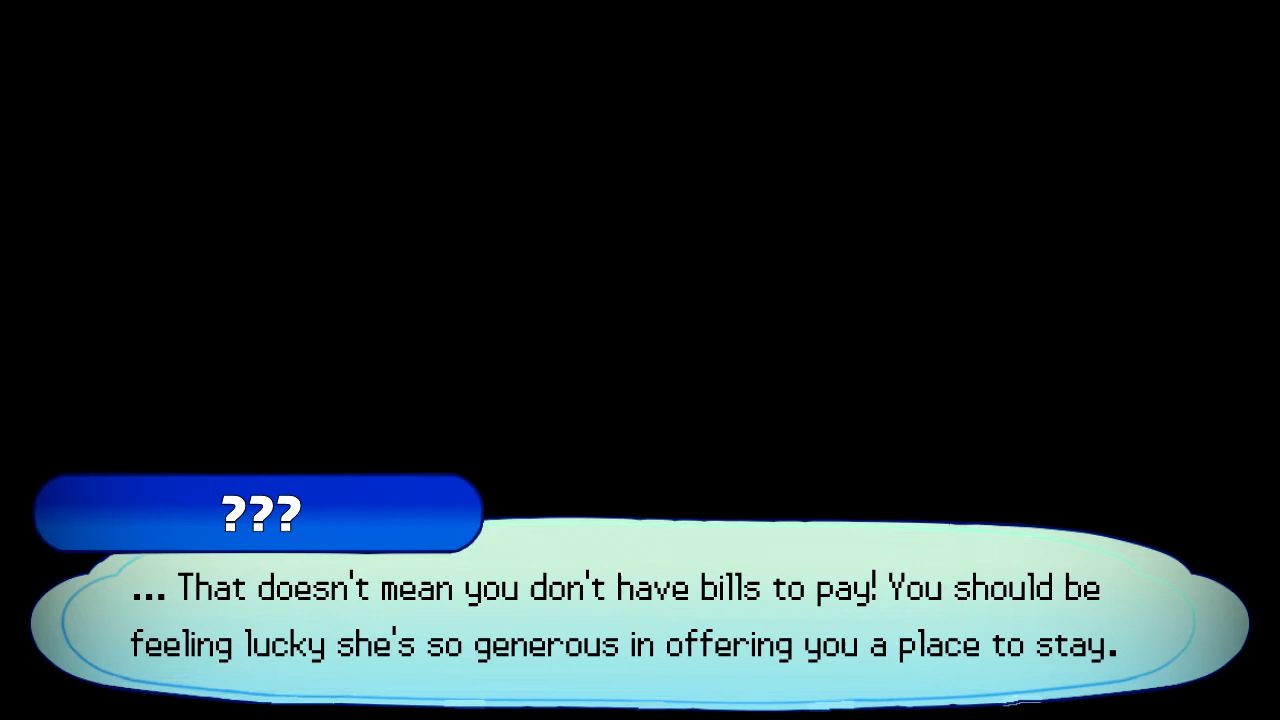 ???
... That doesn't mean you don't have bills to pay! You should be
feeling lucky she's so generous in offering you a place to stay.